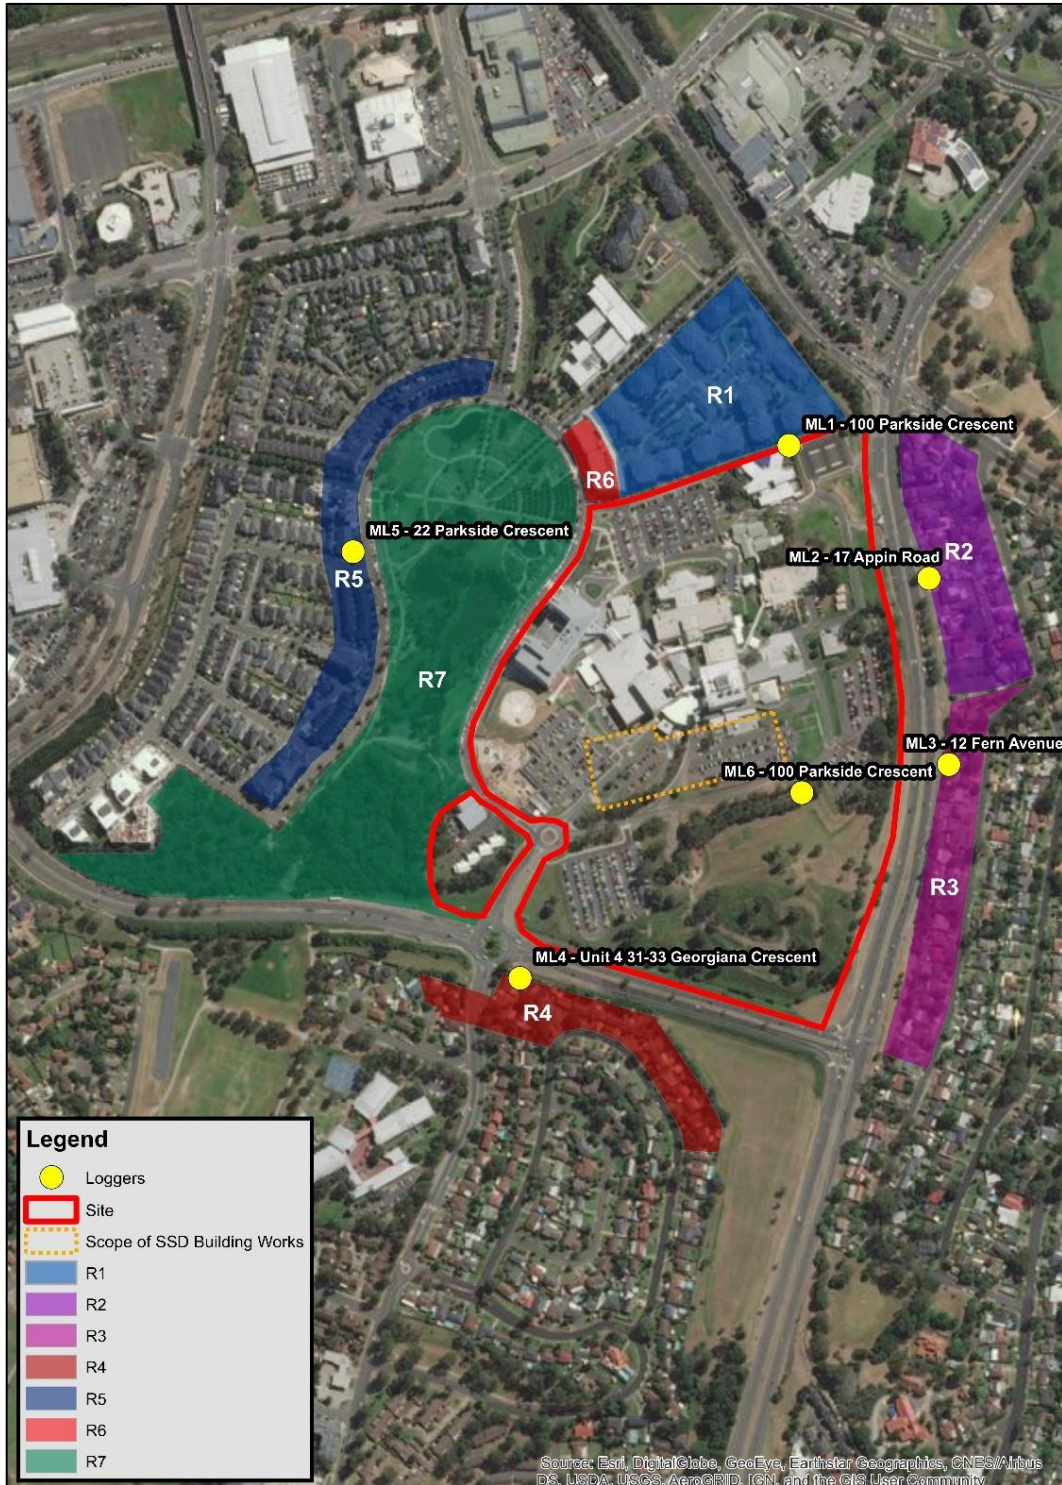 R1
ML1 - 100 Parkside Crescent
R6
ML5 - 22 Parkside Crescent
R5
ML2 - 17 Appin Road
R2
R7
ML3 - 12 Fern Avenue
ML6 - 100 Parkside Crescent
R3
ML4 - Unit 4 31-33 Georgiana Crescent
R4
Legend
Loggers
Site
Scope of SSD Building Works
R1
R2
R3
R4
R5
R6
R7
Source: Esri, DigitalGlobe, GeoEye, Earthstar Geographics, CNES/Airbus
DS, USDA, USGS, AeroGRID, IGN, and the GIS User Community